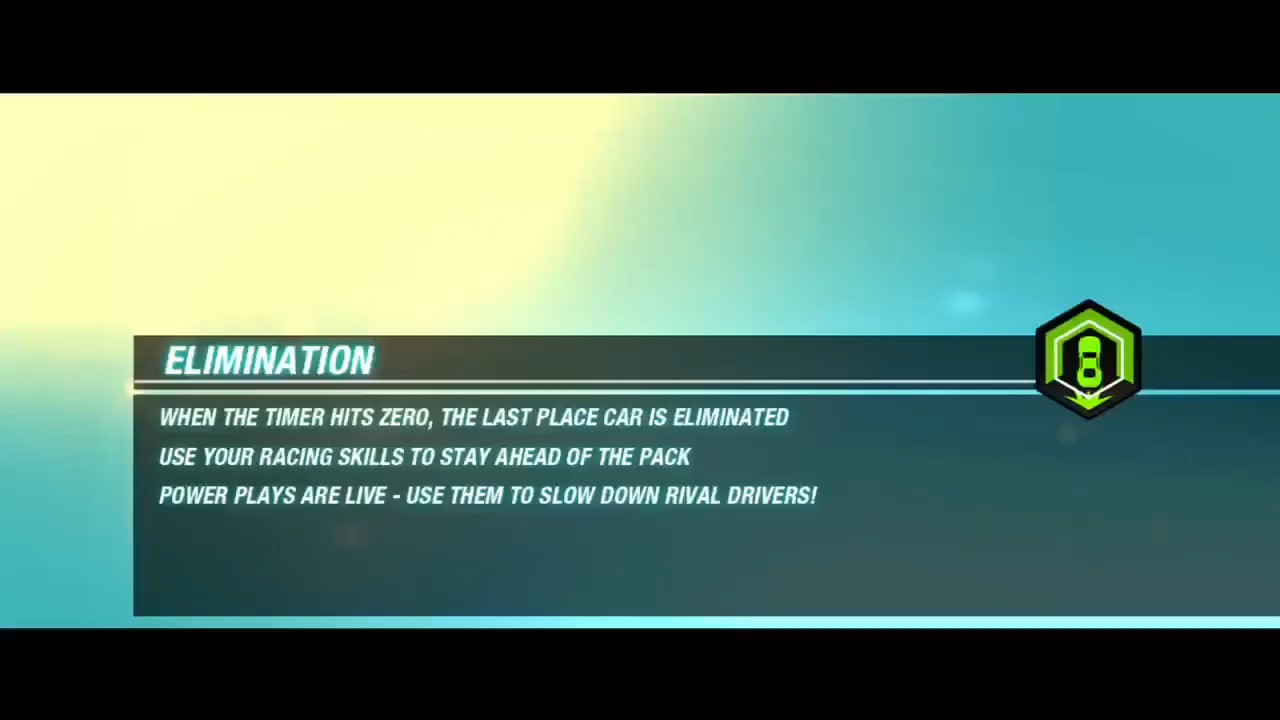 ELIMINATION
WHEN THE TIMER HITS ZERO, THE LAST PLACE CAR IS ELIMINATED
USE YOUR RACING SKILLS TO STAY AHEAD OF THE PACK
POWER PLAYS ARE LIVE - USE THEM TO SLOW DOWN RIVAL DRIVERS!